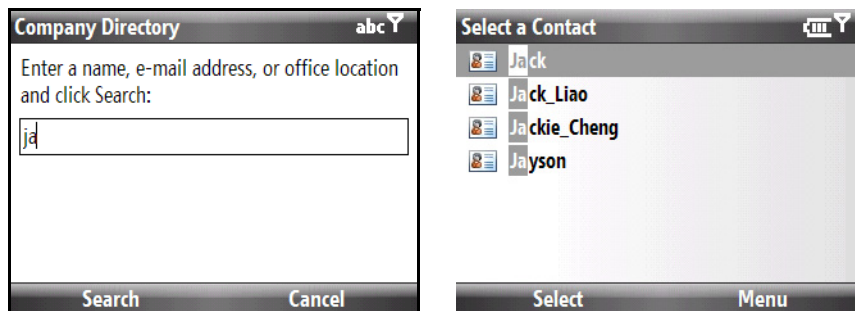 Company Directory
abc
Enter a name, e-mail address, or office location
and click Search:
ja
Search
Cancel
Select a Contact
Jack
Jack_Liao
Jackie_Cheng
Jayson
Select
Menu